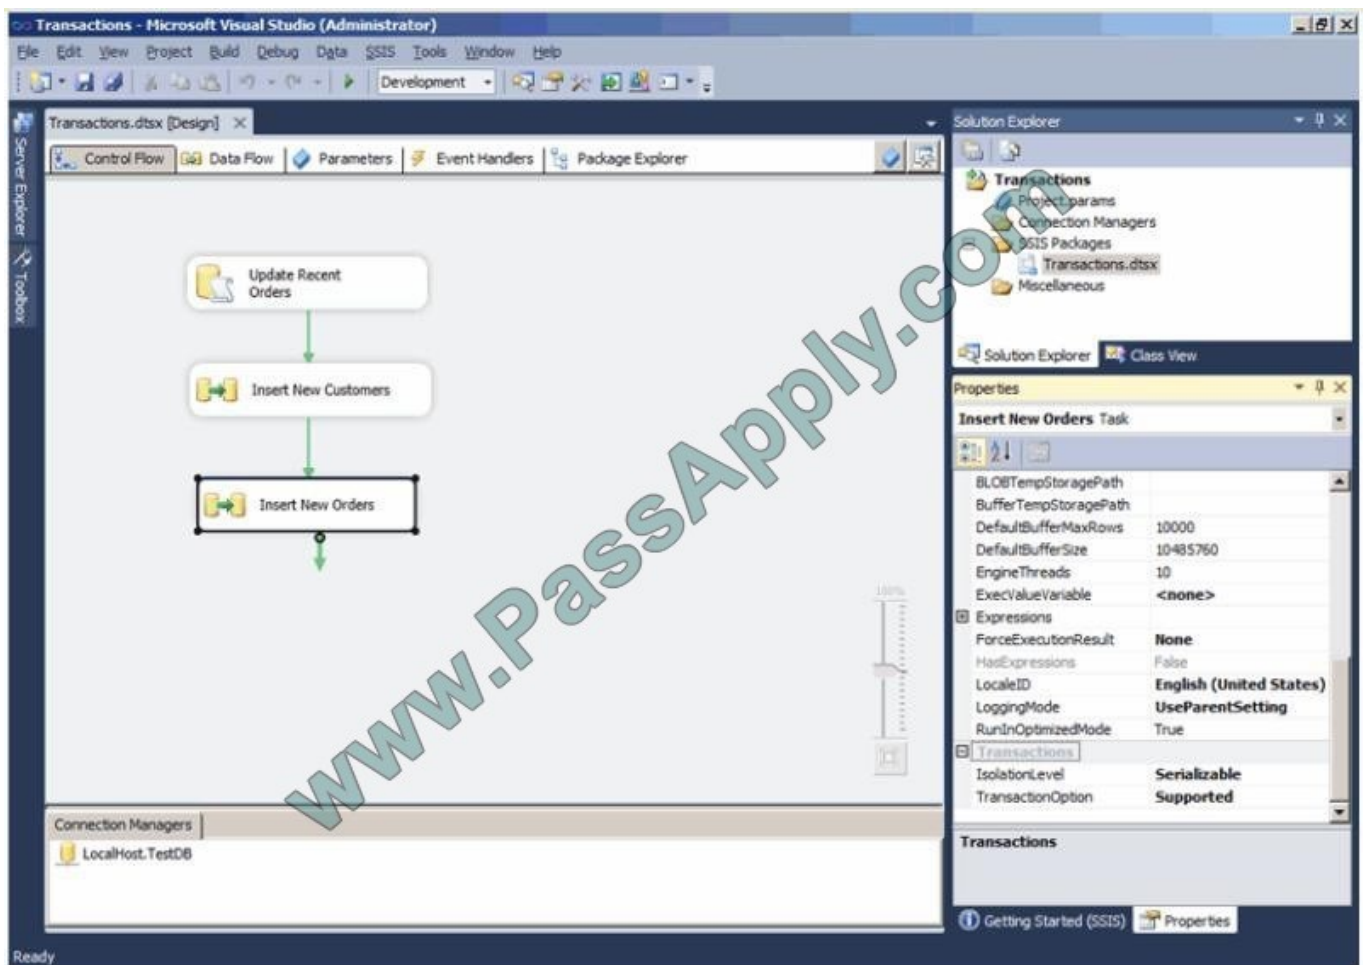 Transactions - Microsoft Visual Studio (Administrator)
File Edit View Project Build Debug Data SSIS Tools Window Help
Development
Server Explorer
Toolbox
Transactions.dtsx [Design]
Control Flow Data Flow Parameters Event Handlers Package Explorer
Update Recent
Orders
Insert New Customers
Insert New Orders
100%
Connection Managers
LocalHost.TestDB
Solution Explorer
Transactions
Project.params
Connection Managers
SSIS Packages
Transactions.dtsx
Miscellaneous
Solution Explorer Class View
Properties
Insert New Orders Task
BLOBTempStoragePath
BufferTempStoragePath
DefaultBufferMaxRows 10000
DefaultBufferSize 10485760
EngineThreads 10
ExecValueVariable <none>
Expressions
ForceExecutionResult None
HasExpressions False
LocaleID English (United States)
LoggingMode UseParentSetting
RunInOptimizedMode True
Transactions
IsolationLevel Serializable
TransactionOption Supported
Transactions
Getting Started (SSIS) Properties
Ready
www.PassApply.com